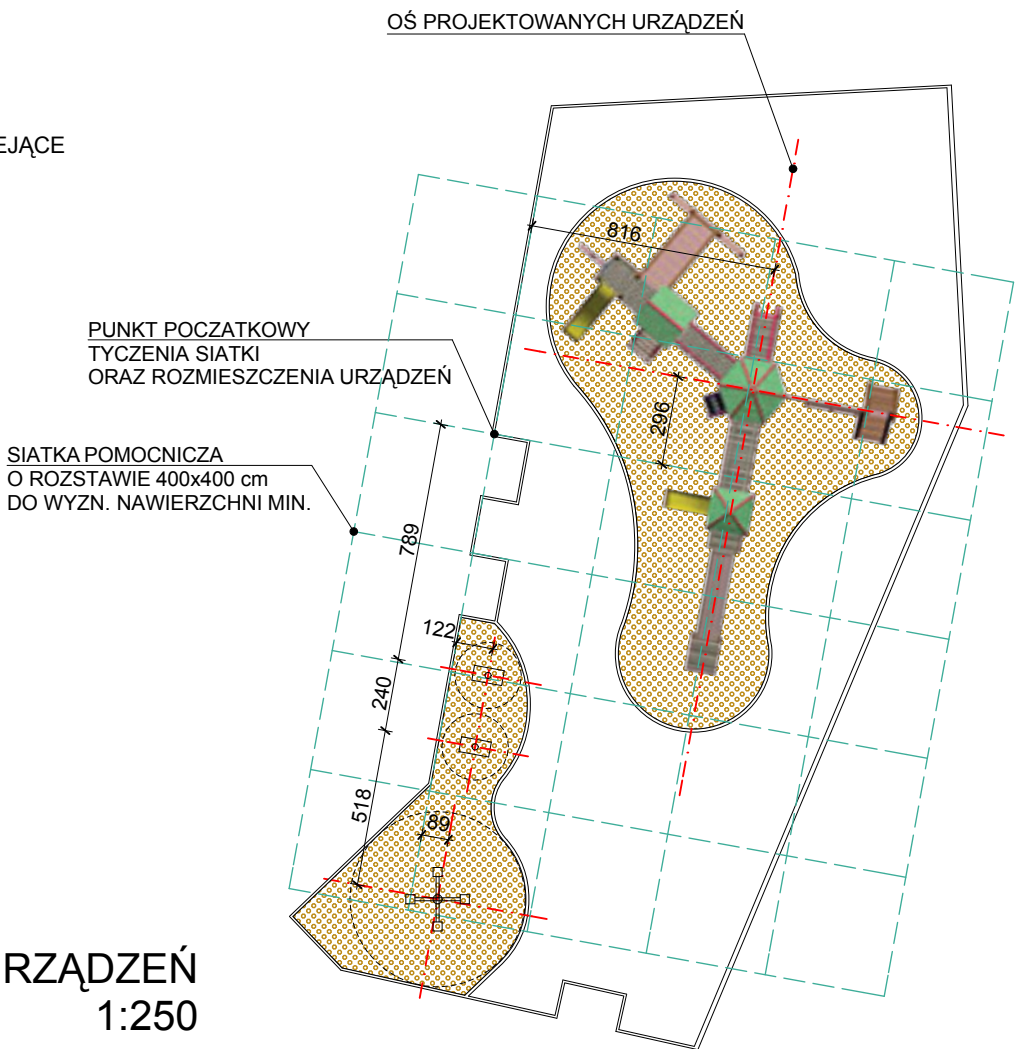 OŚ PROJEKTOWANYCH URZĄDZEŃ
EJĄCE
816
PUNKT POCZATKOWY
TYCZENIA SIATKI
ORAZ ROZMIESZCZENIA URZĄDZEŃ
296
SIATKA POMOCNICZA
O ROZSTAWIE 400x400 cm
DO WYZN. NAWIERZCHNI MIN.
789
122
240
518
89
RZĄDZEŃ
1:250